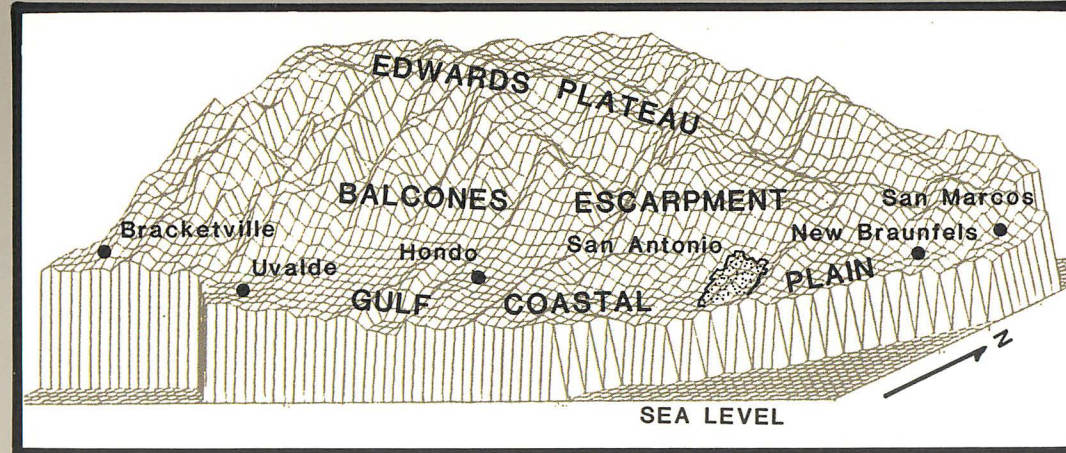 EDWARDS PLATEAU
BALCONES ESCARPMENT
San Marcos
Bracketville
Hondo
San Antonio
New Braunfels
Uvalde
GULF COASTAL PLAIN
N
SEA LEVEL